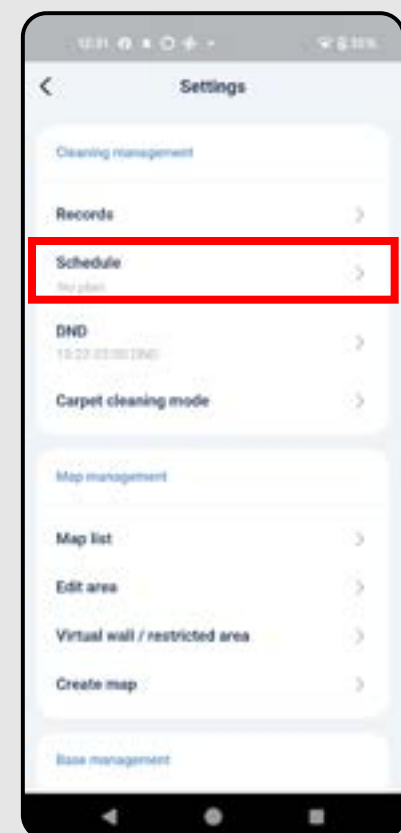 Settings
Cleaning management
Records
Schedule
No plan
DND
Carpet cleaning mode
Map management
Map list
Edit area
Virtual wall / restricted area
Create map
Base management